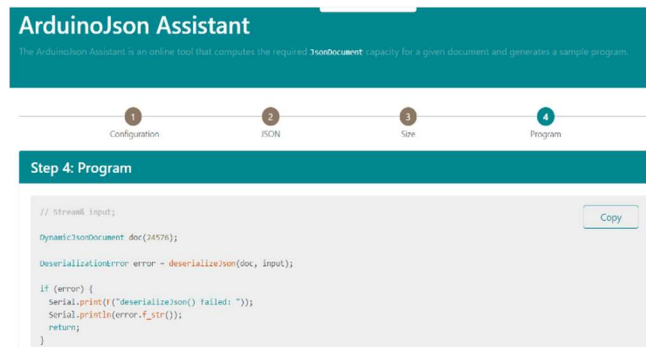 ArduinoJson Assistant
The ArduinoJson Assistant is an online tool that computes the required JsonDocument capacity for a given document and generates a sample program.
1 2 3 4
Configuration JSON Size Program
Step 4: Program
// Stream& input;
Copy
DynamicJsonDocument doc(24576);
DeserializationError error = deserializeJson(doc, input);
if (error) {
Serial.print(F("deserializeJson() failed: "));
Serial.println(error.f_str());
return;
}